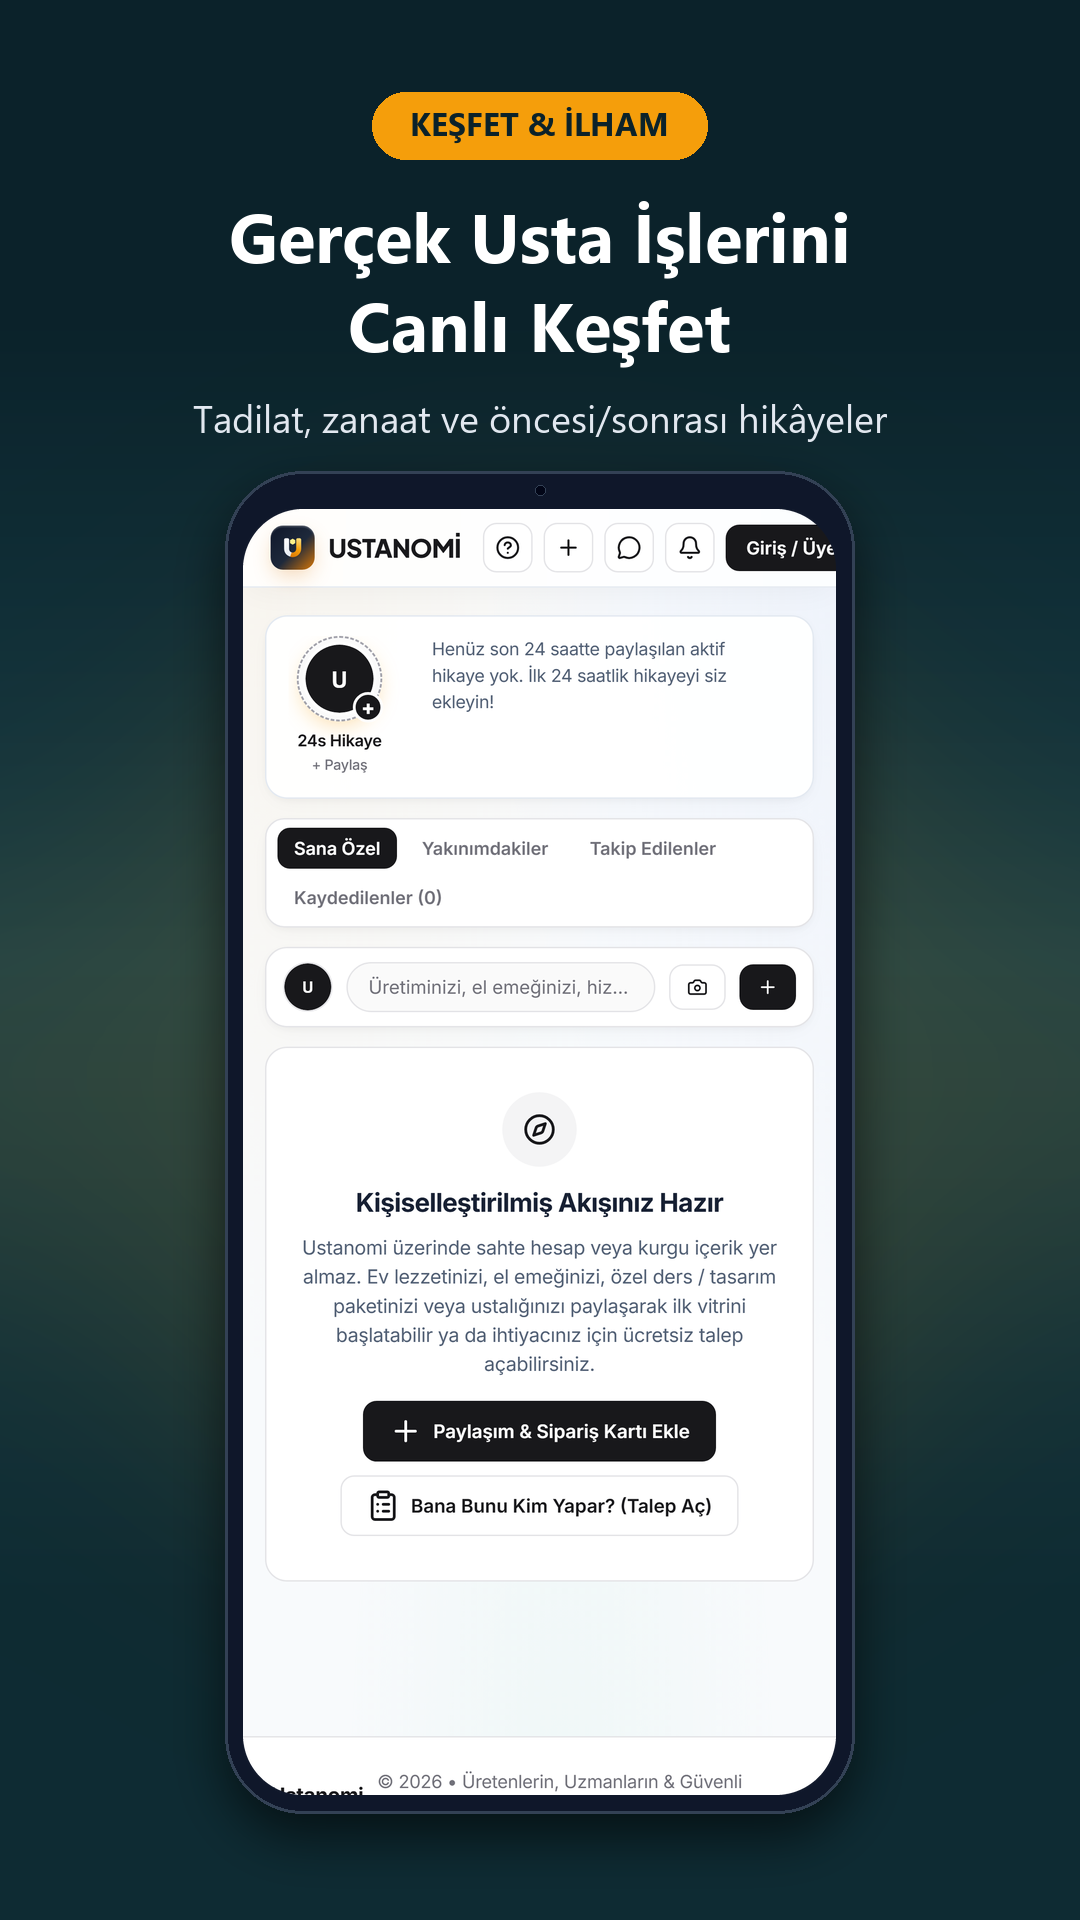 KEŞFET & İLHAM
Gerçek Usta İşlerini
Canlı Keşfet
Tadilat, zanaat ve öncesi/sonrası hikâyeler
USTANOMİ
Giriş / Üye
U
24s Hikaye
+ Paylaş
Henüz son 24 saatte paylaşılan aktif
hikaye yok. İlk 24 saatlik hikayeyi siz
ekleyin!
Sana Özel
Yakınımdakiler
Takip Edilenler
Kaydedilenler (0)
U
Üretiminizi, el emeğinizi, hiz...
Kişiselleştirilmiş Akışınız Hazır
Ustanomi üzerinde sahte hesap veya kurgu içerik yer
almaz. Ev lezzetinizi, el emeğinizi, özel ders / tasarım
paketinizi veya ustalığınızı paylaşarak ilk vitrini
başlatabilir ya da ihtiyacınız için ücretsiz talep
açabilirsiniz.
Paylaşım & Sipariş Kartı Ekle
Bana Bunu Kim Yapar? (Talep Aç)
© 2026 • Üretenlerin, Uzmanların & Güvenli